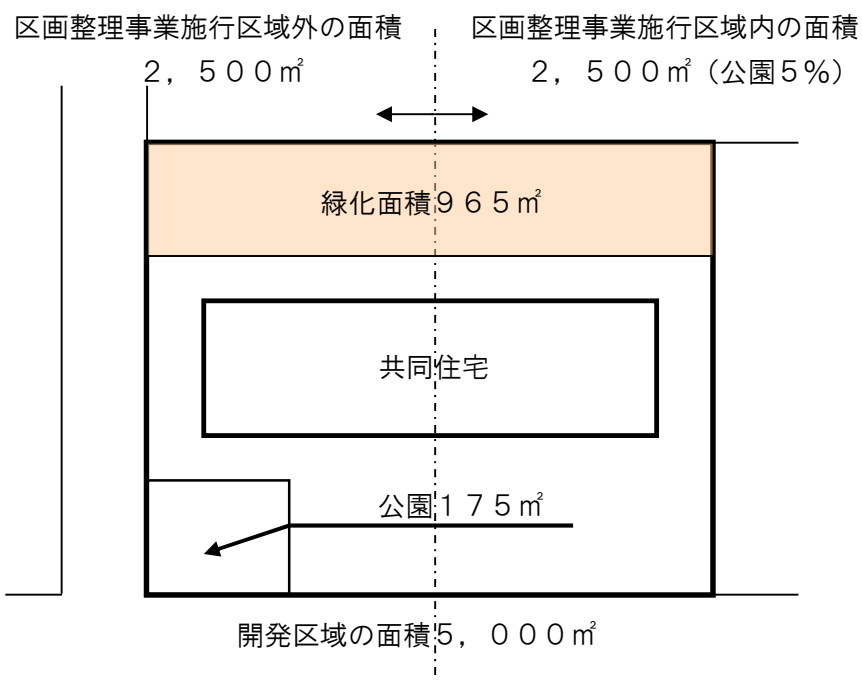 区画整理事業施行区域外の面積
２，５００㎡
区画整理事業施行区域内の面積
２，５００㎡（公園５％）
緑化面積９６５㎡
共同住宅
公園１７５㎡
開発区域の面積５，０００㎡